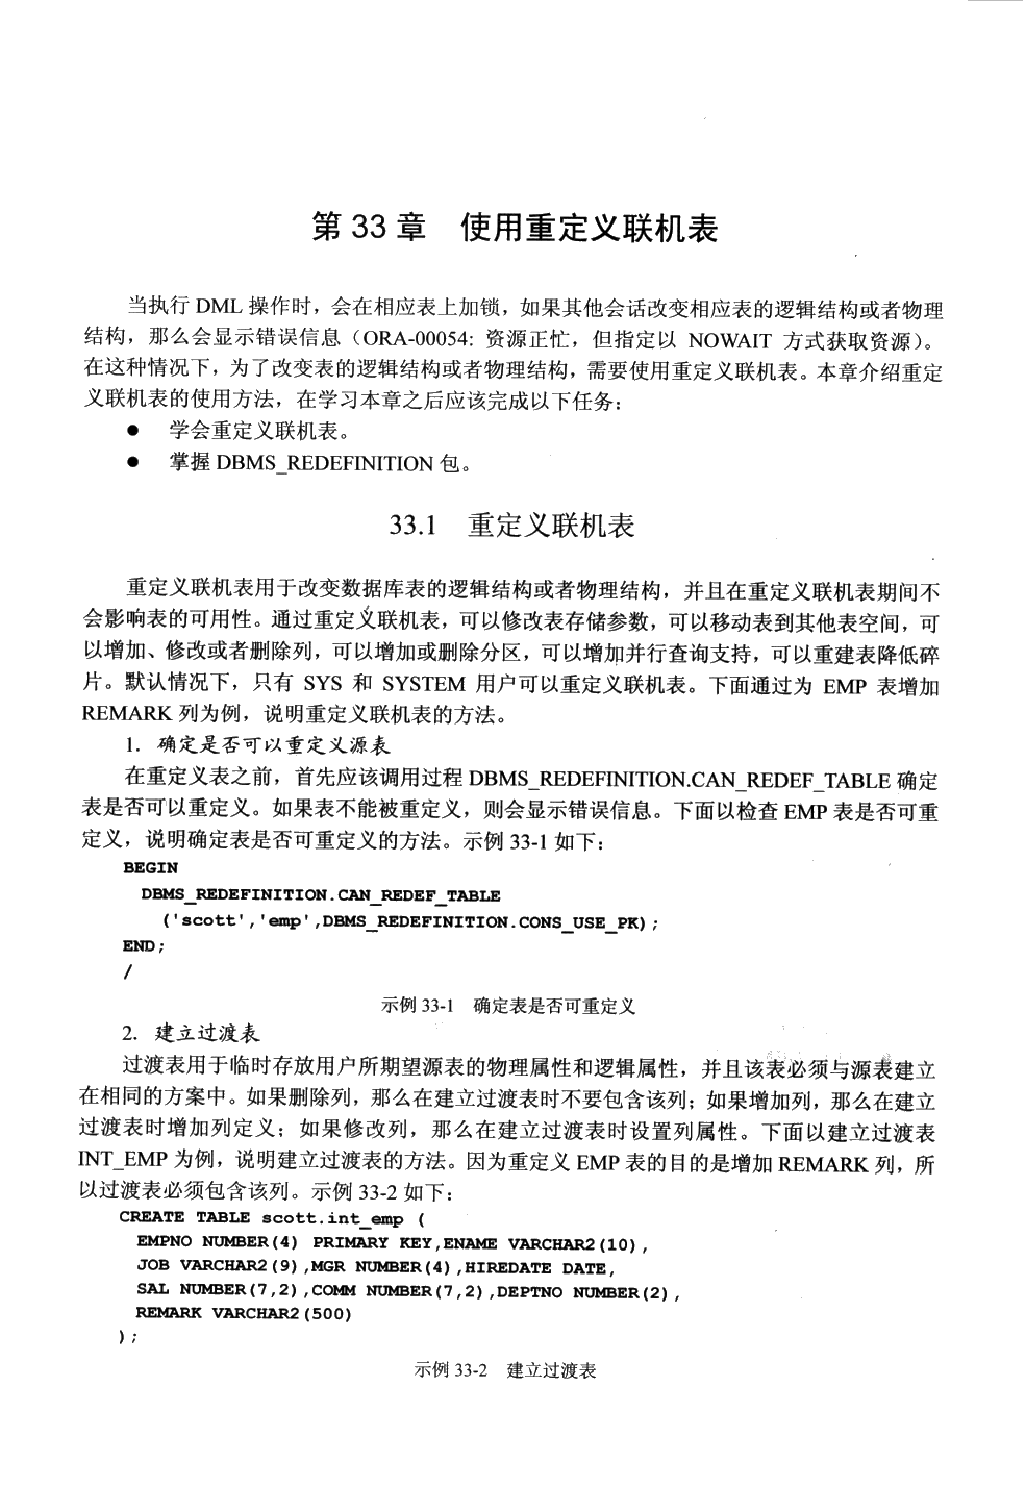 第 33 章　使用重定义联机表
当执行 DML 操作时，会在相应表上加锁，如果其他会话改变相应表的逻辑结构或者物理
结构，那么会显示错误信息（ORA-00054: 资源正忙，但指定以 NOWAIT 方式获取资源）。
在这种情况下，为了改变表的逻辑结构或者物理结构，需要使用重定义联机表。本章介绍重定
义联机表的使用方法，在学习本章之后应该完成以下任务：
● 学会重定义联机表。
● 掌握 DBMS_REDEFINITION 包。
33.1　重定义联机表
重定义联机表用于改变数据库表的逻辑结构或者物理结构，并且在重定义联机表期间不
会影响表的可用性。通过重定义联机表，可以修改表存储参数，可以移动表到其他表空间，可
以增加、修改或者删除列，可以增加或删除分区，可以增加并行查询支持，可以重建表降低碎
片。默认情况下，只有 SYS 和 SYSTEM 用户可以重定义联机表。下面通过为 EMP 表增加
REMARK 列为例，说明重定义联机表的方法。
1．确定是否可以重定义源表
在重定义表之前，首先应该调用过程 DBMS_REDEFINITION.CAN_REDEF_TABLE 确定
表是否可以重定义。如果表不能被重定义，则会显示错误信息。下面以检查 EMP 表是否可重
定义，说明确定表是否可重定义的方法。示例 33-1 如下：
BEGIN
DBMS_REDEFINITION.CAN_REDEF_TABLE
('scott','emp',DBMS_REDEFINITION.CONS_USE_PK);
END;
/
示例 33-1　确定表是否可重定义
2．建立过渡表
过渡表用于临时存放用户所期望源表的物理属性和逻辑属性，并且该表必须与源表建立
在相同的方案中。如果删除列，那么在建立过渡表时不要包含该列；如果增加列，那么在建立
过渡表时增加列定义；如果修改列，那么在建立过渡表时设置列属性。下面以建立过渡表
INT_EMP 为例，说明建立过渡表的方法。因为重定义 EMP 表的目的是增加 REMARK 列，所
以过渡表必须包含该列。示例 33-2 如下：
CREATE TABLE scott.int_emp (
EMPNO NUMBER(4) PRIMARY KEY,ENAME VARCHAR2(10),
JOB VARCHAR2(9),MGR NUMBER(4),HIREDATE DATE,
SAL NUMBER(7,2),COMM NUMBER(7,2),DEPTNO NUMBER(2),
REMARK VARCHAR2(500)
);
示例 33-2　建立过渡表